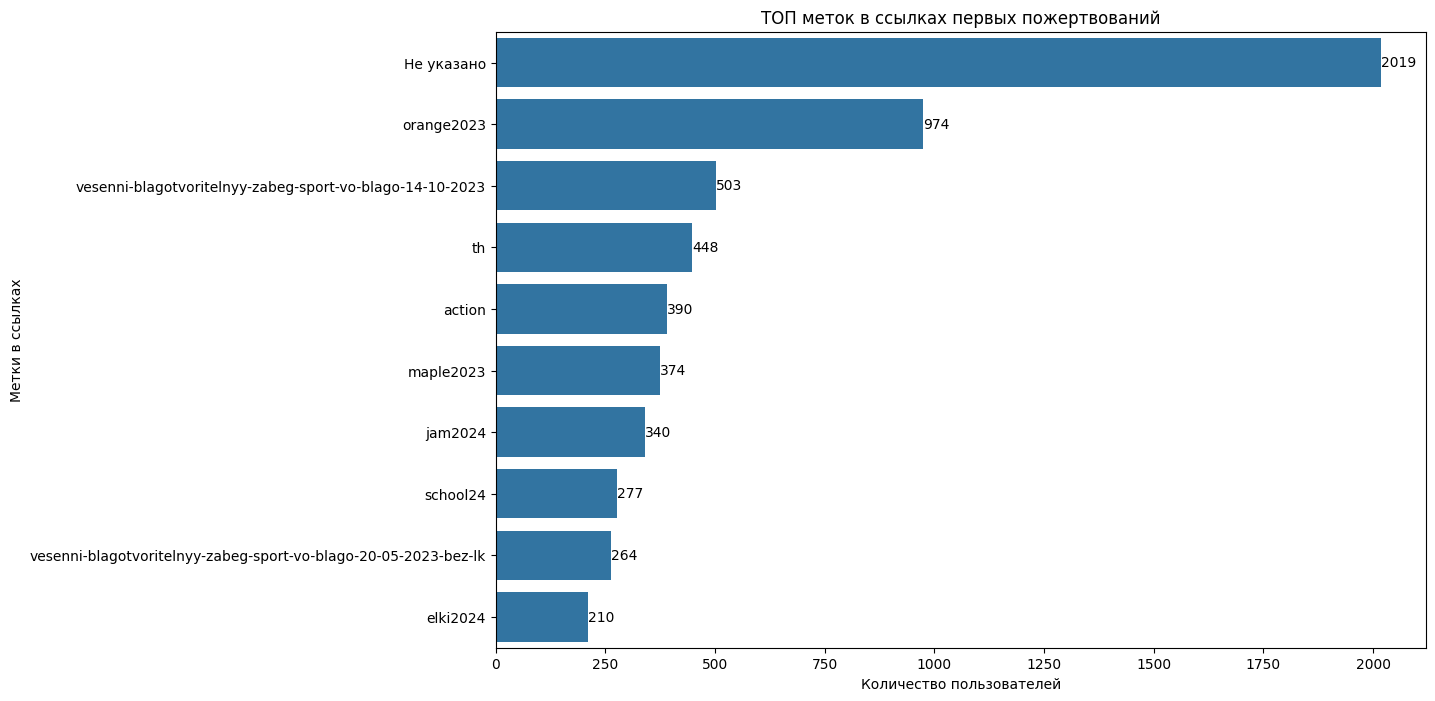 ТОП меток в ссылках первых пожертвований
Метки в ссылках
Не указано 2019
orange2023 974
vesenni-blagotvoritelnyy-zabeg-sport-vo-blago-14-10-2023 503
th 448
action 390
maple2023 374
jam2024 340
school24 277
vesenni-blagotvoritelnyy-zabeg-sport-vo-blago-20-05-2023-bez-lk 264
elki2024 210
0 250 500 750 1000 1250 1500 1750 2000
Количество пользователей